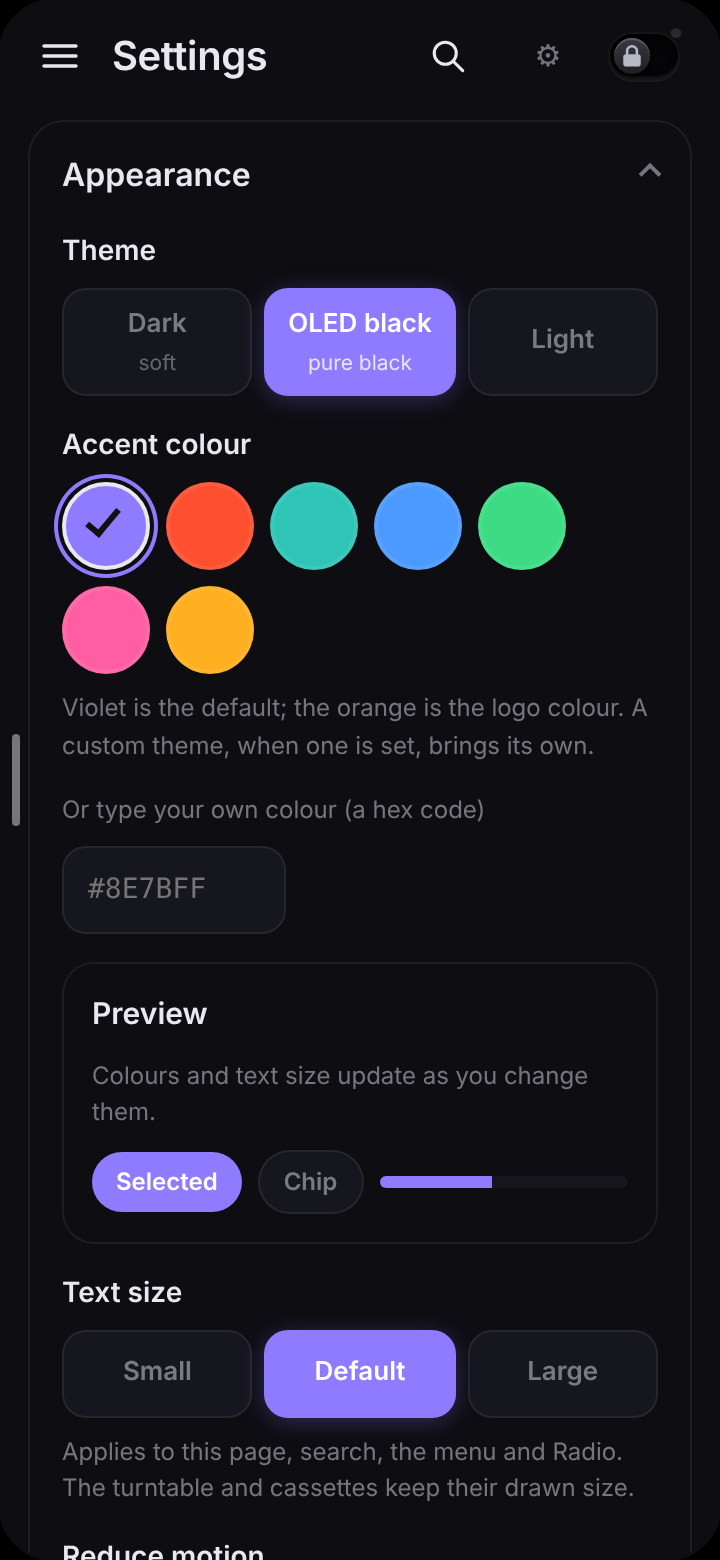 Settings
Appearance
Theme
Dark
soft
OLED black
pure black
Light
Accent colour
Violet is the default; the orange is the logo colour. A
custom theme, when one is set, brings its own.
Or type your own colour (a hex code)
#8E7BFF
Preview
Colours and text size update as you change
them.
Selected
Chip
Text size
Small
Default
Large
Applies to this page, search, the menu and Radio.
The turntable and cassettes keep their drawn size.
Reduce motion